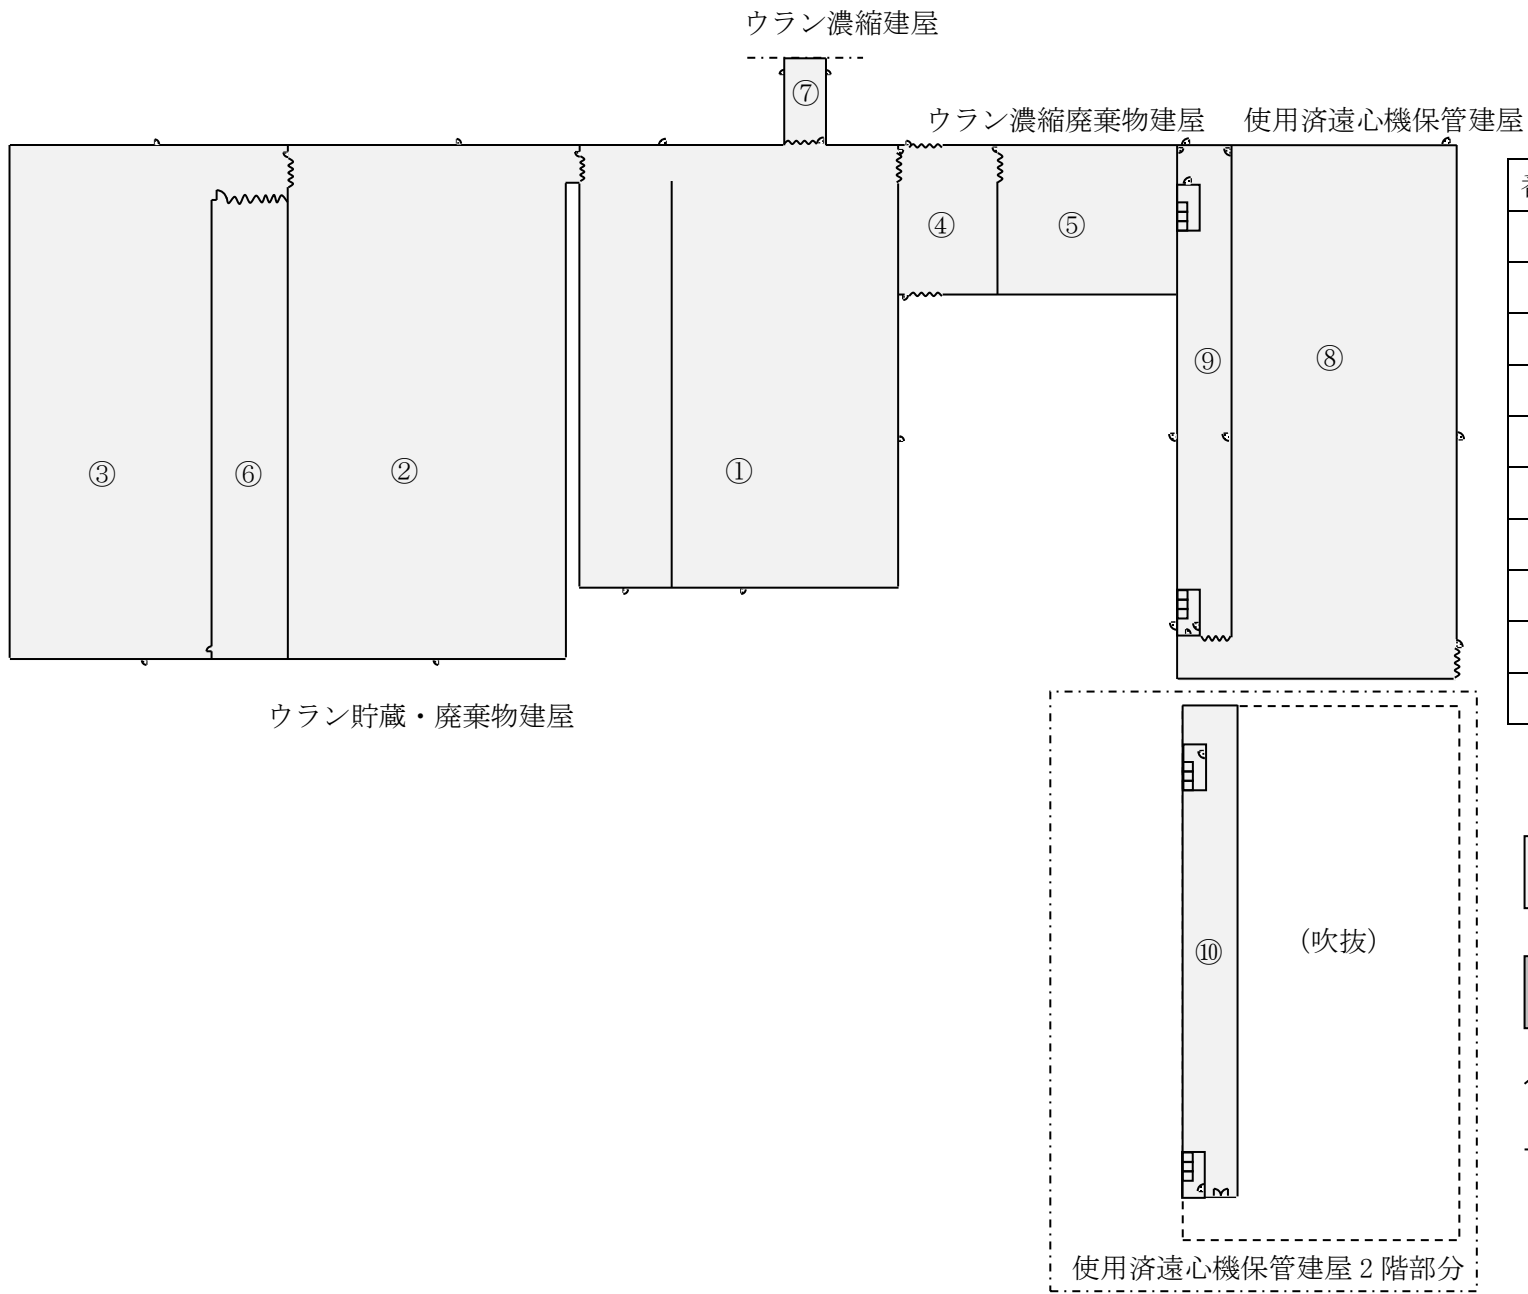 ウラン濃縮建屋
⑦
ウラン濃縮廃棄物建屋 使用済遠心機保管建屋
④ ⑤
⑨ ⑧
③ ⑥ ② ①
ウラン貯蔵・廃棄物建屋
⑩ (吹抜)
使用済遠心機保管建屋２階部分